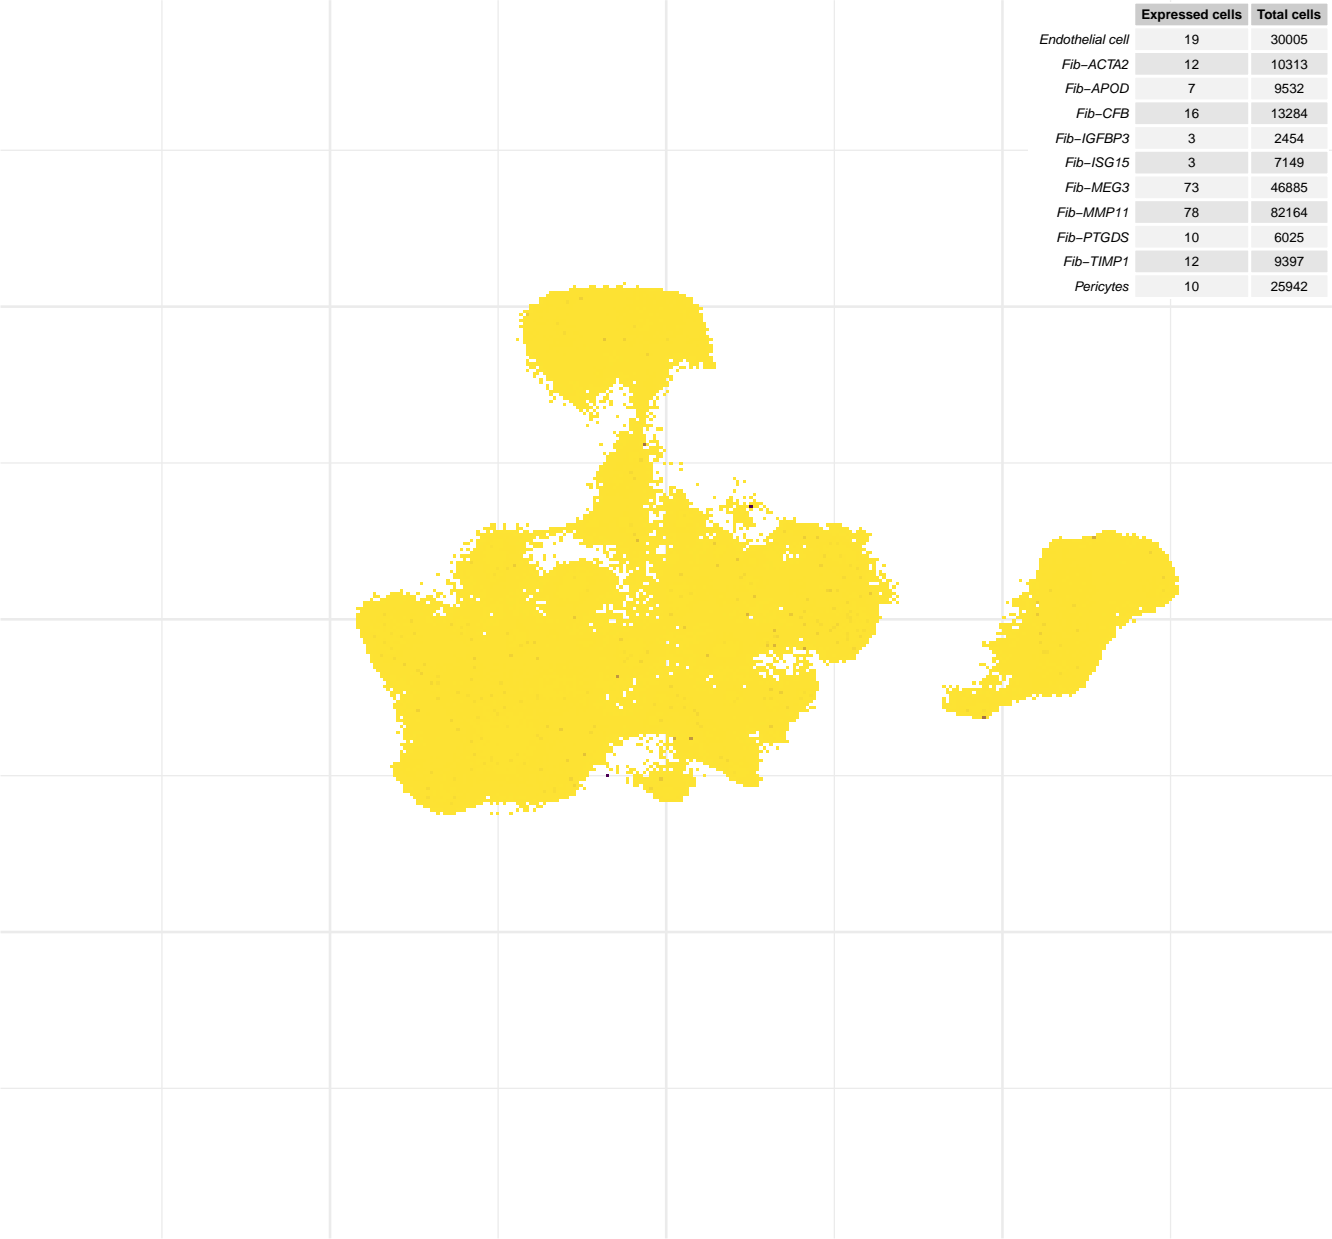 Expressed cells Total cells
Endothelial cell 19 30005
Fib−ACTA2 12 10313
Fib−APOD 7 9532
Fib−CFB 16 13284
Fib−IGFBP3 3 2454
Fib−ISG15 3 7149
Fib−MEG3 73 46885
Fib−MMP11 78 82164
Fib−PTGDS 10 6025
Fib−TIMP1 12 9397
Pericytes 10 25942